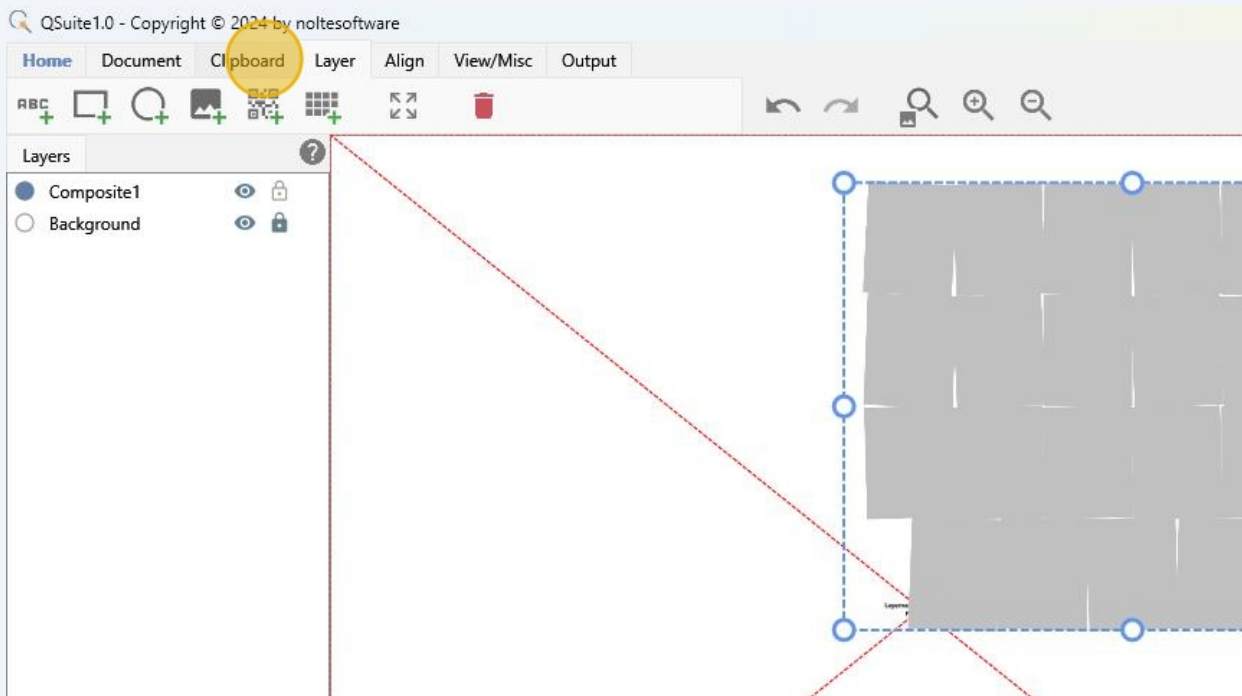 QSuite1.0 - Copyright © 2024 by noltesoftware
Home Document Clipboard Layer Align View/Misc Output
ABC
Layers ?
Composite1
Background